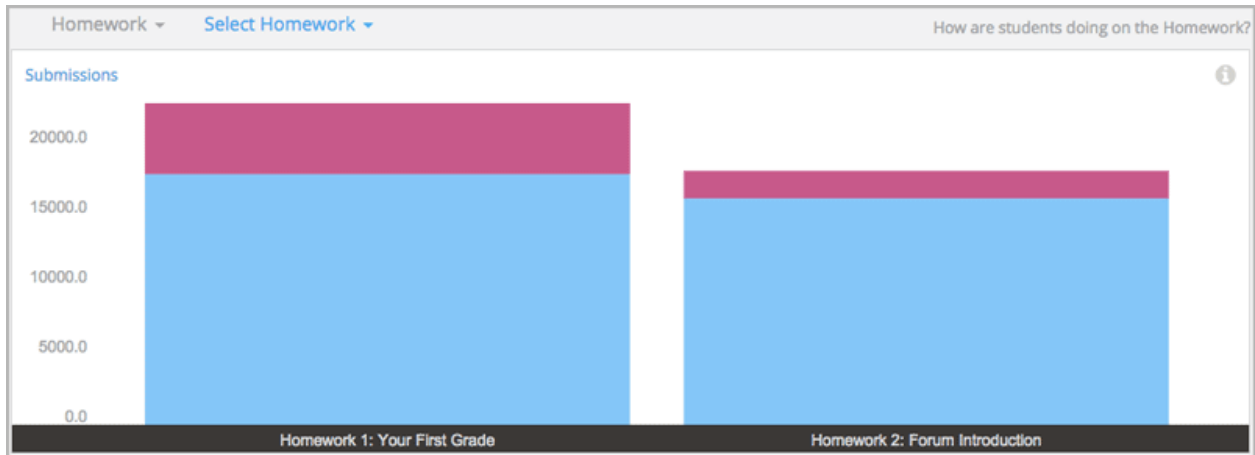 Homework Select Homework How are students doing on the Homework?
Submissions
20000.0
15000.0
10000.0
5000.0
0.0
Homework 1: Your First Grade Homework 2: Forum Introduction